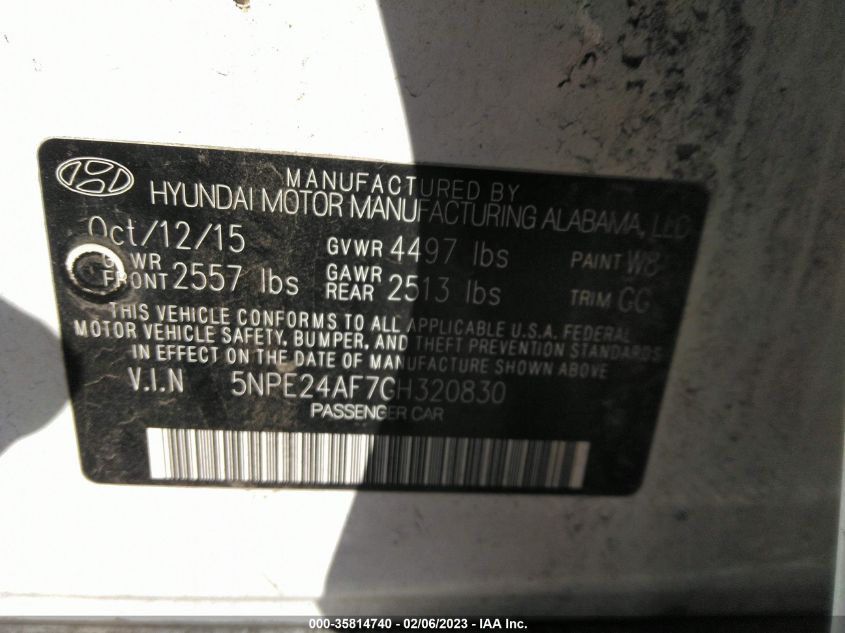 MANUFACTURED BY
HYUNDAI MOTOR MANUFACTURING ALABAMA, LLC
Oct/12/15 GVWR 4497 lbs PAINT W8
GAWR FRONT 2557 lbs GAWR REAR 2513 lbs TRIM GG
THIS VEHICLE CONFORMS TO ALL APPLICABLE U.S.A. FEDERAL
MOTOR VEHICLE SAFETY, BUMPER, AND THEFT PREVENTION STANDARDS
IN EFFECT ON THE DATE OF MANUFACTURE SHOWN ABOVE.
V.I.N 5NPE24AF7GH320830
PASSENGER CAR
000-35814740 - 02/06/2023 - IAA Inc.